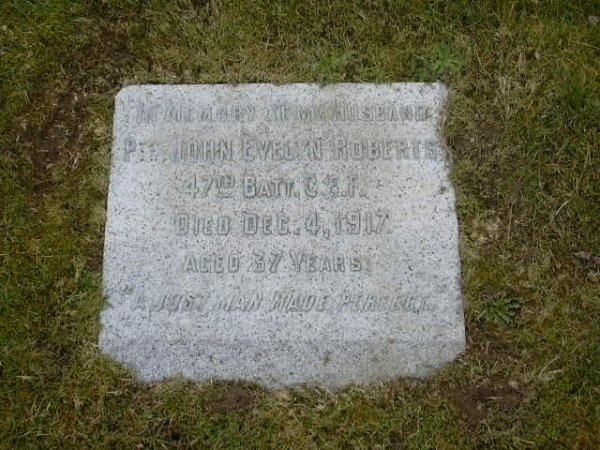 IN MEMORY OF MY HUSBAND
PTE. JOHN EVELYN ROBERTS
47TH BATT. C.E.F.
DIED DEC. 4, 1917
AGED 37 YEARS.
A JUST MAN MADE PERFECT.